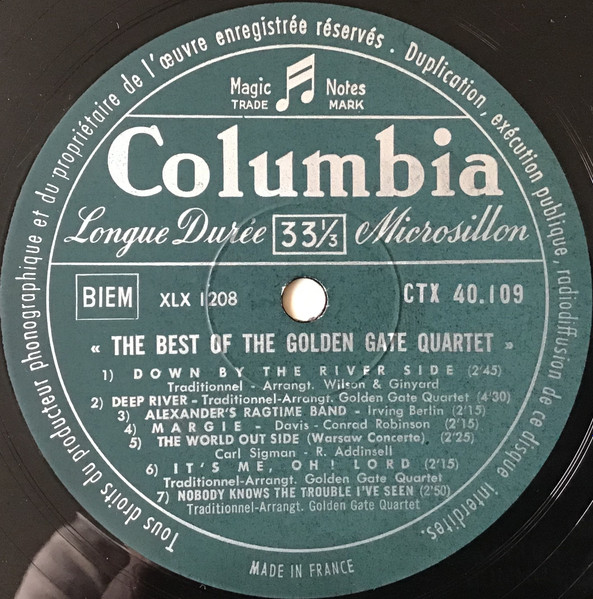 Tous droits du producteur phonographique et du propriétaire de l'œuvre enregistrée réservés. Duplication, exécution publique, radiodiffusion de ce disque interdites.
Magic Notes
TRADE MARK
Columbia
Longue Durée 33⅓ Microsillon
BIEM XLX 1208 CTX 40.109
« THE BEST OF THE GOLDEN GATE QUARTET »
1) DOWN BY THE RIVER SIDE (2'45)
Traditionnel - Arrangt. Wilson & Ginyard
2) DEEP RIVER - Traditionnel-Arrangt. Golden Gate Quartet (4'30)
3) ALEXANDER'S RAGTIME BAND - Irving Berlin (2'15)
4) MARGIE - Davis - Conrad Robinson (2'15)
5) THE WORLD OUT SIDE (Warsaw Concerto) (2'25)
Carl Sigman - R. Addinsell
6) IT'S ME, OH! LORD (2'15)
Traditionnel-Arrangt. Golden Gate Quartet
7) NOBODY KNOWS THE TROUBLE I'VE SEEN (2'50)
Traditionnel-Arrangt. Golden Gate Quartet
MADE IN FRANCE